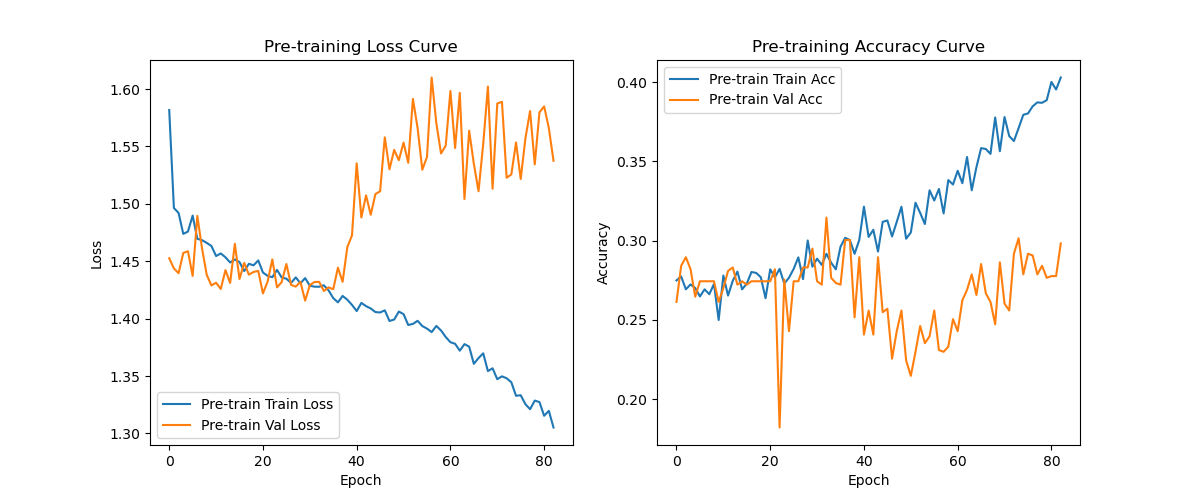 Pre-training Loss Curve
1.60
1.55
1.50
1.45
1.40
1.35
1.30
Loss
0
20
40
60
80
Epoch
Pre-train Train Loss
Pre-train Val Loss
Pre-training Accuracy Curve
0.40
0.35
0.30
0.25
0.20
Accuracy
0
20
40
60
80
Epoch
Pre-train Train Acc
Pre-train Val Acc